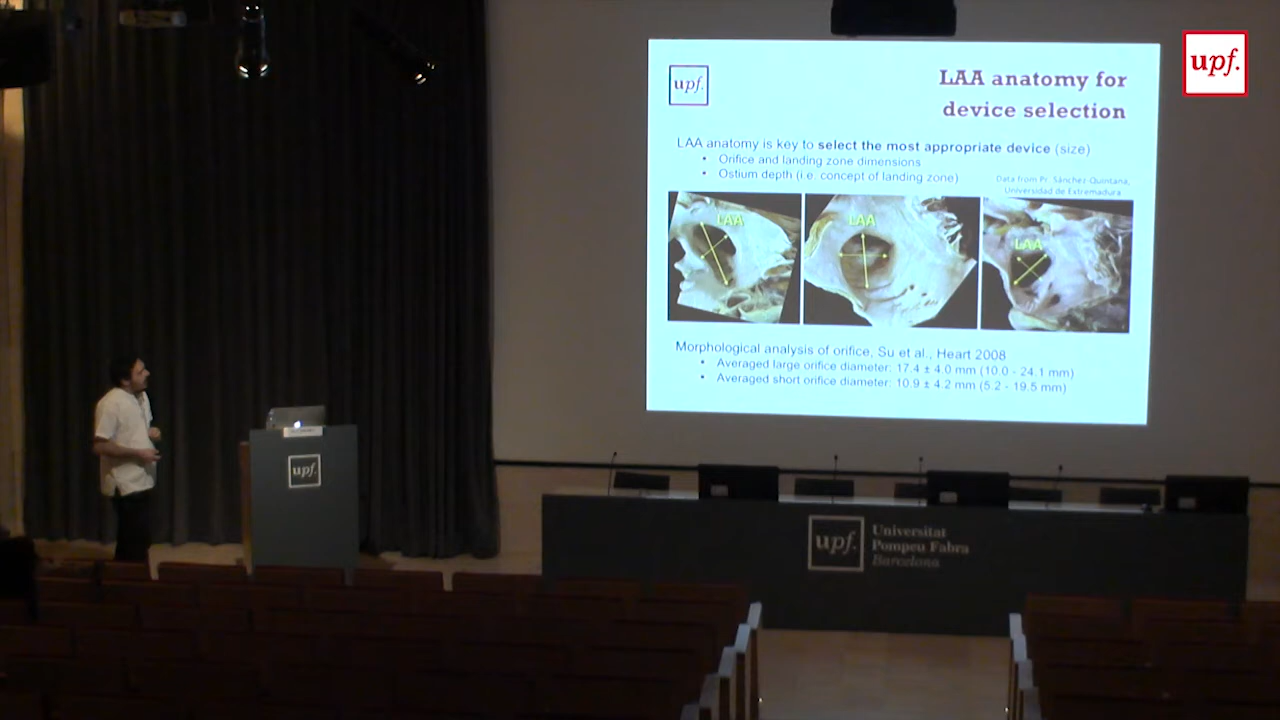 upf.
upf.
LAA anatomy for
device selection
LAA anatomy is key to select the most appropriate device (size)
• Orifice and landing zone dimensions
• Ostium depth (i.e. concept of landing zone)
Data from Pr. Sánchez-Quintana,
Universidad de Extremadura
LAA
LAA
LAA
Morphological analysis of orifice, Su et al., Heart 2008
• Averaged large orifice diameter: 17.4 ± 4.0 mm (10.0 - 24.1 mm)
• Averaged short orifice diameter: 10.9 ± 4.2 mm (5.2 - 19.5 mm)
upf.
upf.
Universitat
Pompeu Fabra
Barcelona